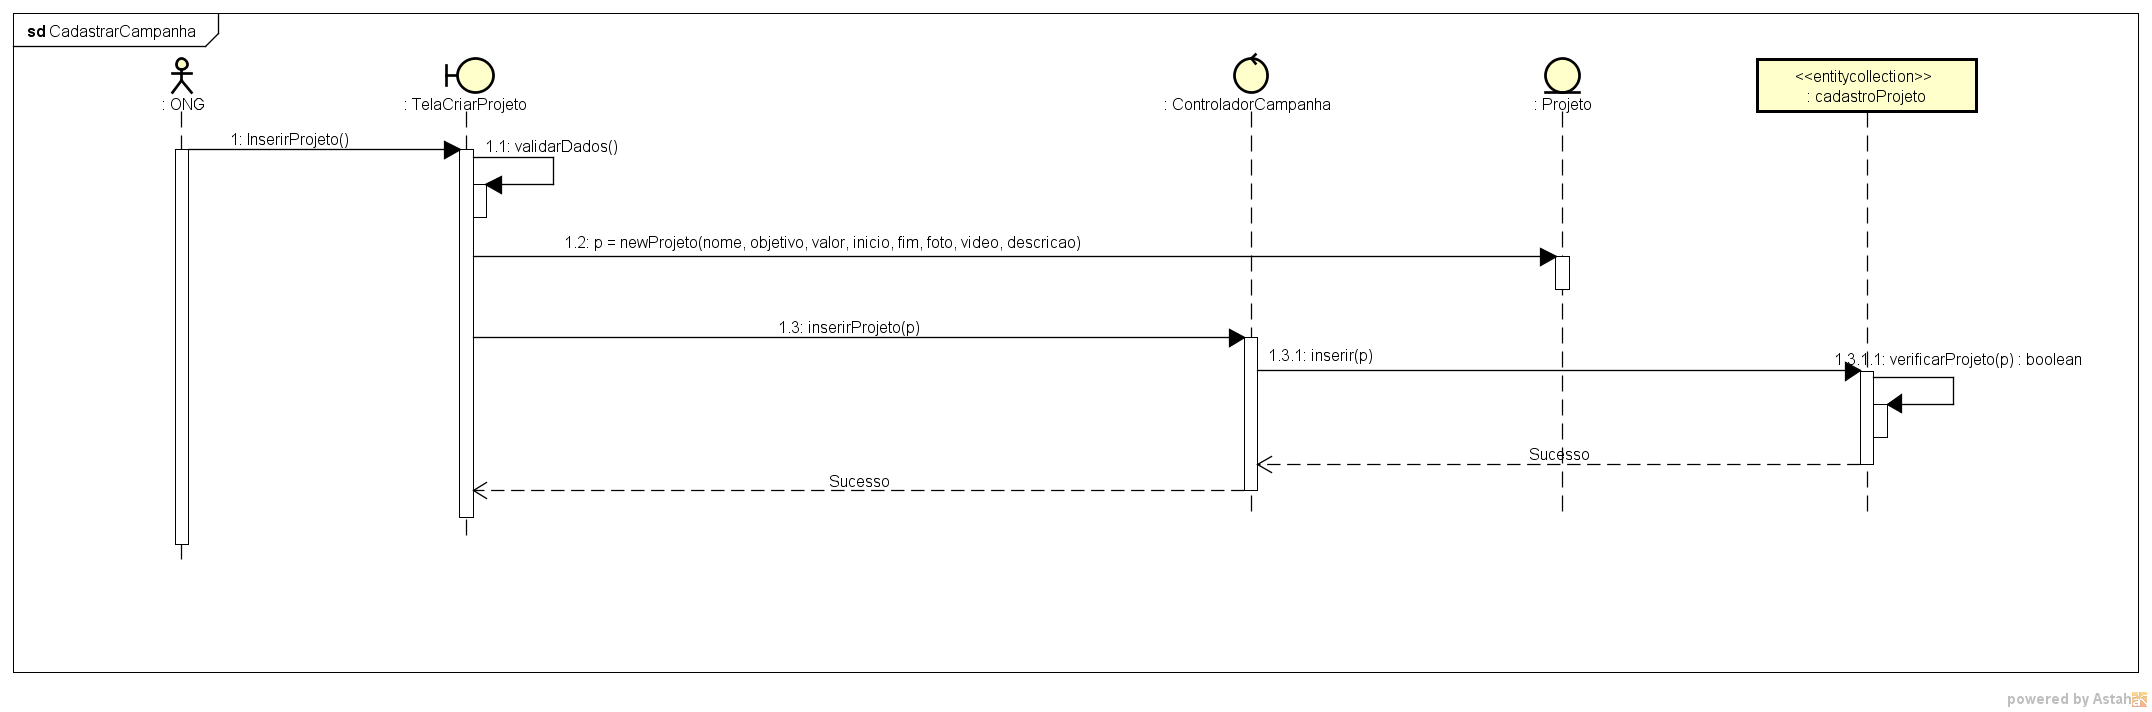 sd CadastrarCampanha
: ONG
: TelaCriarProjeto
: ControladorCampanha
: Projeto
<<entitycollection>>
: cadastroProjeto
1: InserirProjeto()
1.1: validarDados()
1.2: p = newProjeto(nome, objetivo, valor, inicio, fim, foto, video, descricao)
1.3: inserirProjeto(p)
1.3.1: inserir(p)
1.3.1.1: verificarProjeto(p) : boolean
Sucesso
Sucesso
powered by Astah